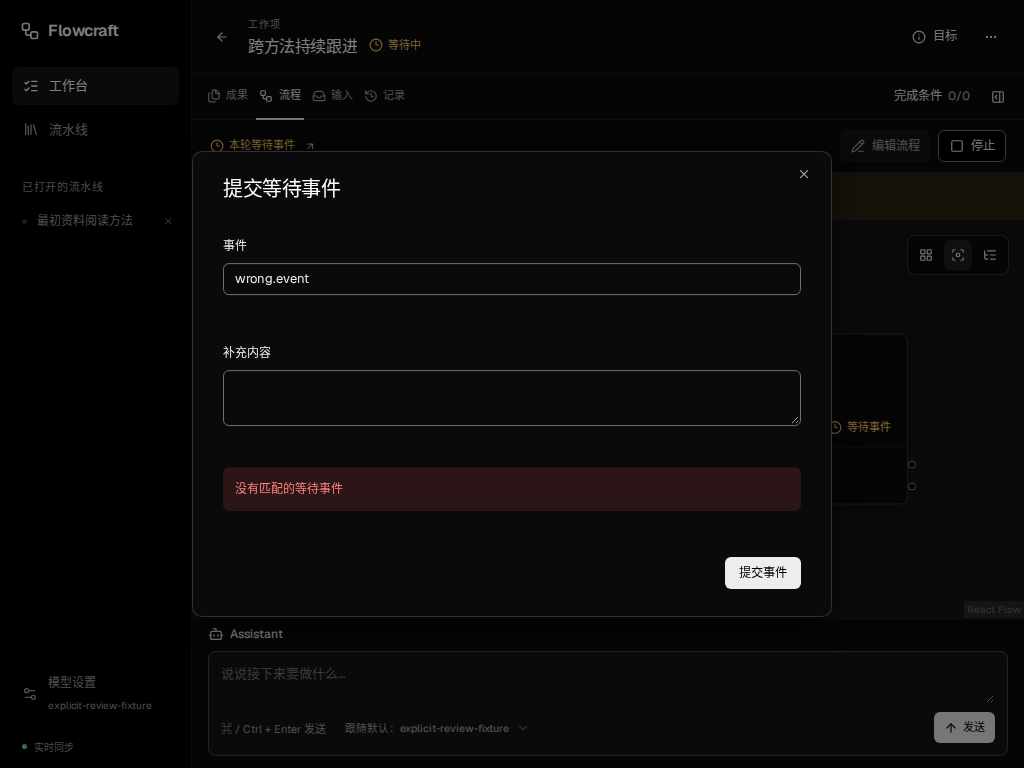 Flowcraft
工作台
流水线
已打开的流水线
最初资料阅读方法
模型设置
explicit-review-fixture
实时同步
工作项
跨方法持续跟进
等待中
目标
成果
流程
输入
记录
完成条件 0/0
本轮等待事件
编辑流程
停止
提交等待事件
事件
wrong.event
补充内容
没有匹配的等待事件
提交事件
等待事件
React Flow
Assistant
说说接下来要做什么...
⌘ / Ctrl + Enter 发送
跟随默认: explicit-review-fixture
发送